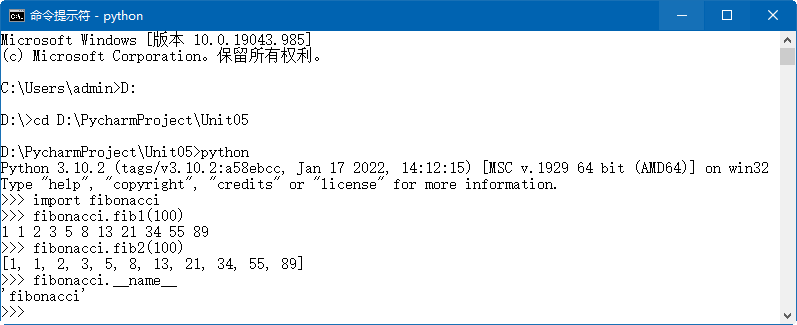 命令提示符 - python
Microsoft Windows [版本 10.0.19043.985]
(c) Microsoft Corporation。保留所有权利。
C:\Users\admin>D:
D:\>cd D:\PycharmProject\Unit05
D:\PycharmProject\Unit05>python
Python 3.10.2 (tags/v3.10.2:a58ebcc, Jan 17 2022, 14:12:15) [MSC v.1929 64 bit (AMD64)] on win32
Type "help", "copyright", "credits" or "license" for more information.
>>> import fibonacci
>>> fibonacci.fib1(100)
1 1 2 3 5 8 13 21 34 55 89
>>> fibonacci.fib2(100)
[1, 1, 2, 3, 5, 8, 13, 21, 34, 55, 89]
>>> fibonacci.__name__
'fibonacci'
>>>